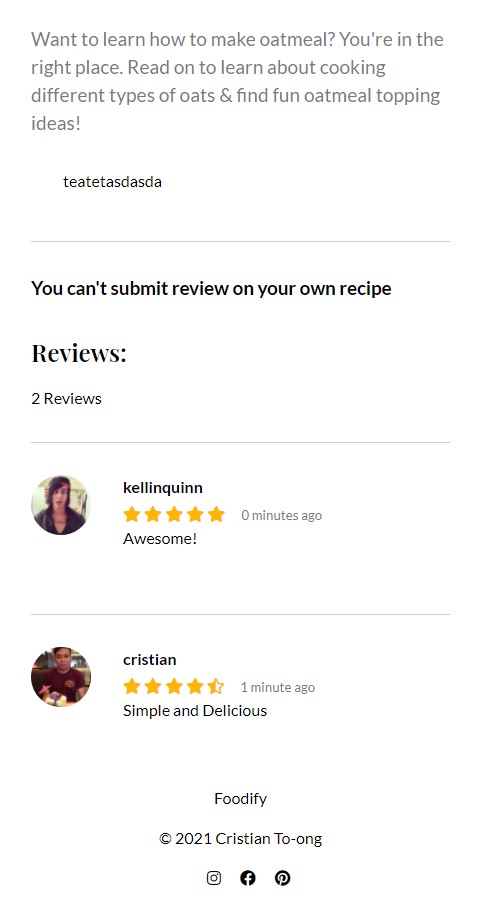 Want to learn how to make oatmeal? You're in the
right place. Read on to learn about cooking
different types of oats & find fun oatmeal topping
ideas!
teatetasdasda
You can't submit review on your own recipe
Reviews:
2 Reviews
kellinquinn
0 minutes ago
Awesome!
cristian
1 minute ago
Simple and Delicious
Foodify
© 2021 Cristian To-ong